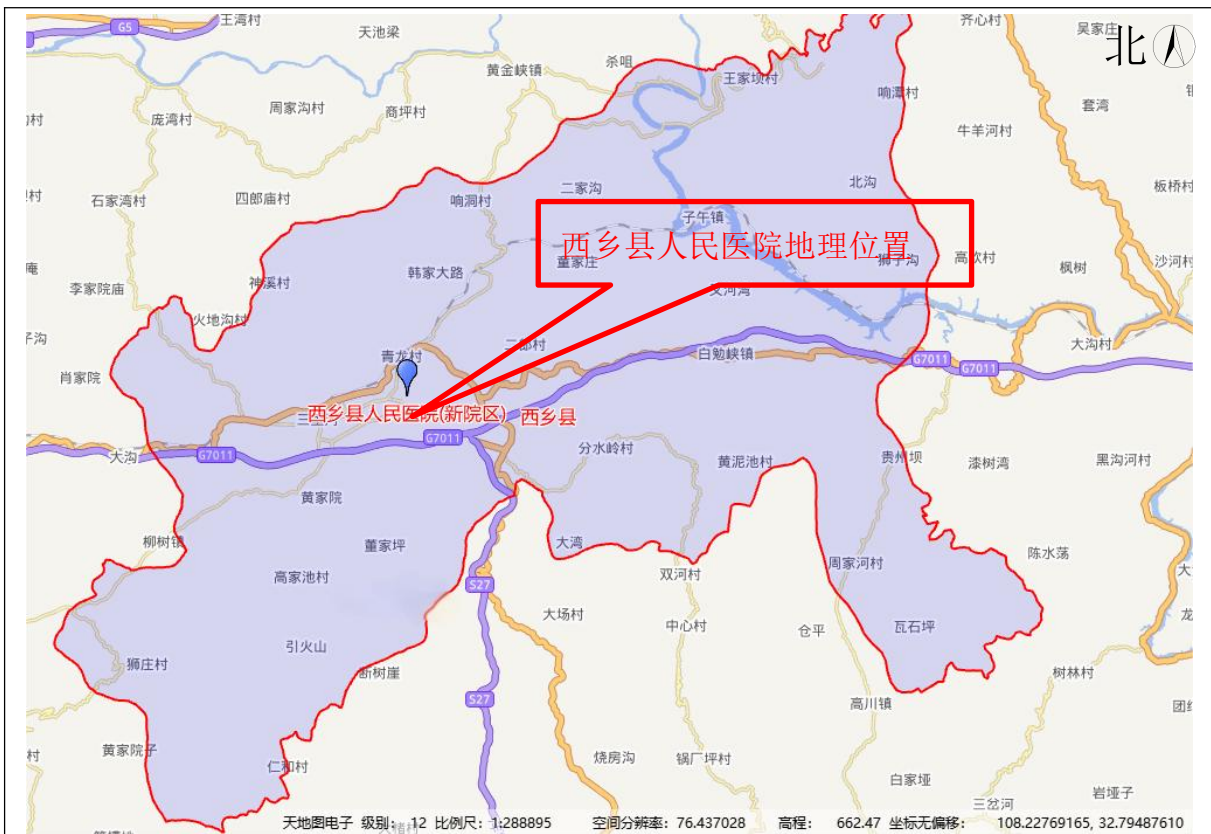 王湾村
齐心村
吴家庄
G5
天池梁
北
杀咀
黄金峡镇
王家坝村
响潭村
周家沟村
商坪村
套湾
庞湾村
牛羊河村
北沟
板桥村
石家湾村
四郎庙村
响洞村
二家沟
子午镇
西乡县人民医院地理位置
沙河村
枫树
董家庄
韩家大路
神溪村
李家院庙
火地沟村
大沟村
青龙村
白勉峡镇
G7011
G7011
肖家院
西乡县人民医院(新院区)
西乡县
G7011
G7011
大沟
分水岭村
黄泥池村
贵州坝
漆树湾
黑沟河村
黄家院
柳树镇
董家坪
大湾
陈水荡
高家池村
双河村
周家河村
S27
大场村
中心村
仓平
瓦石坪
引火山
狮庄村
断树崖
树林村
S27
高川镇
黄家院子
仁和村
烧房沟
锅厂坪村
白家垭
岩垭子
三岔河
天地图电子 级别: 12 比例尺: 1:288895 空间分辨率: 76.437028 高程: 662.47 坐标无偏移: 108.22769165, 32.79487610